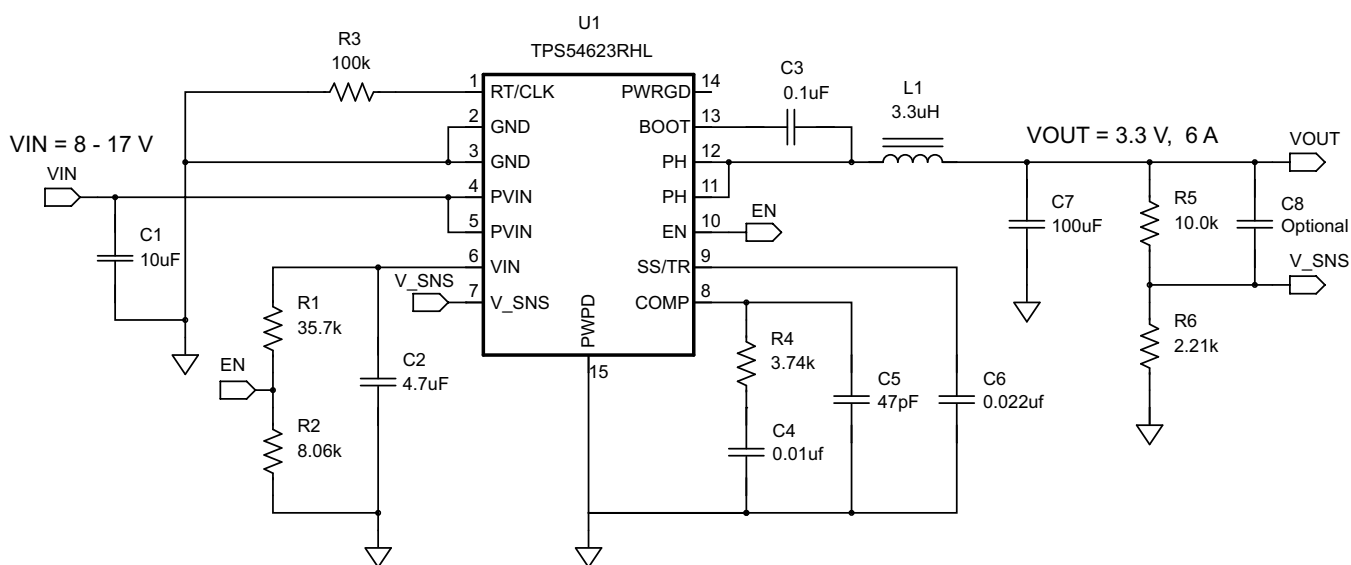 U1
TPS54623RHL
R3
100k
1 RT/CLK
2 GND
3 GND
4 PVIN
5 PVIN
6 VIN
7 V_SNS
PWPD
15
PWRGD 14
BOOT 13
PH 12
PH 11
EN 10
SS/TR 9
COMP 8
VIN = 8 - 17 V
VIN
C1
10uF
R1
35.7k
EN
R2
8.06k
C2
4.7uF
V_SNS
C3
0.1uF
L1
3.3uH
VOUT = 3.3 V, 6 A
VOUT
EN
C7
100uF
R5
10.0k
C8
Optional
V_SNS
R6
2.21k
R4
3.74k
C4
0.01uf
C5
47pF
C6
0.022uf